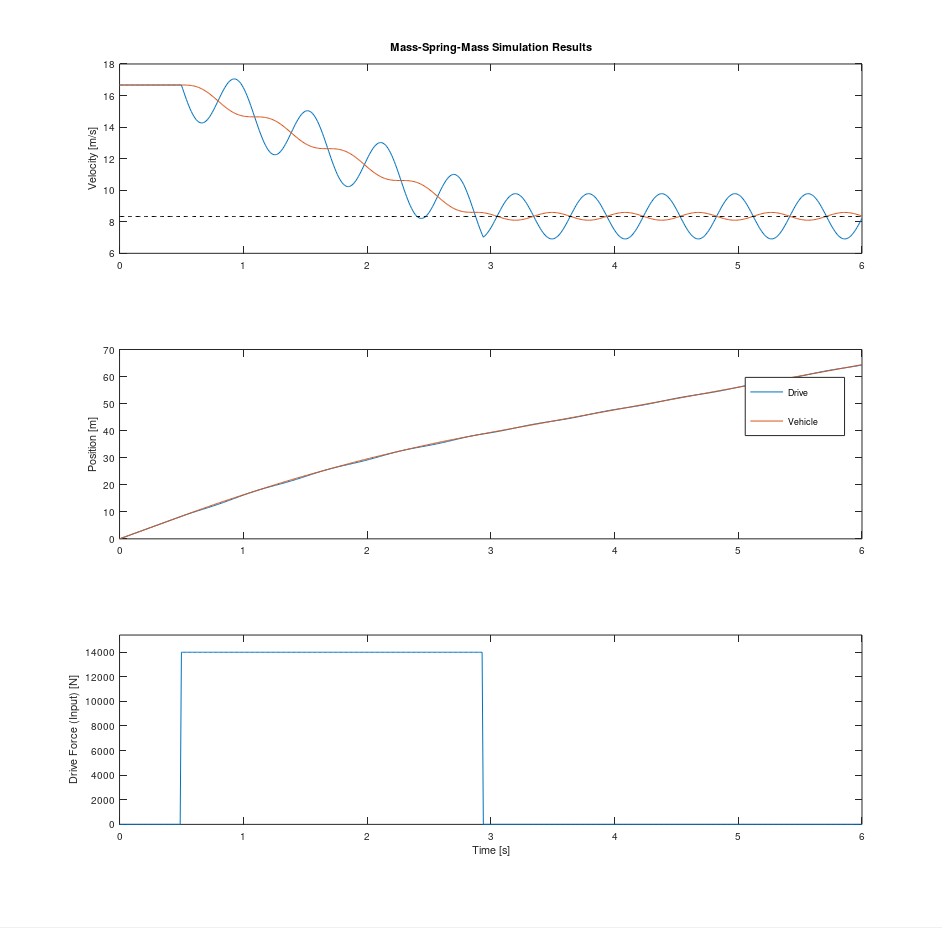 Mass-Spring-Mass Simulation Results
18
16
14
12
10
8
6
Velocity [m/s]
0 1 2 3 4 5 6
70
60
50
40
30
20
10
0
Position [m]
Drive
Vehicle
0 1 2 3 4 5 6
14000
12000
10000
8000
6000
4000
2000
0
Drive Force (Input) [N]
0 1 2 3 4 5 6
Time [s]